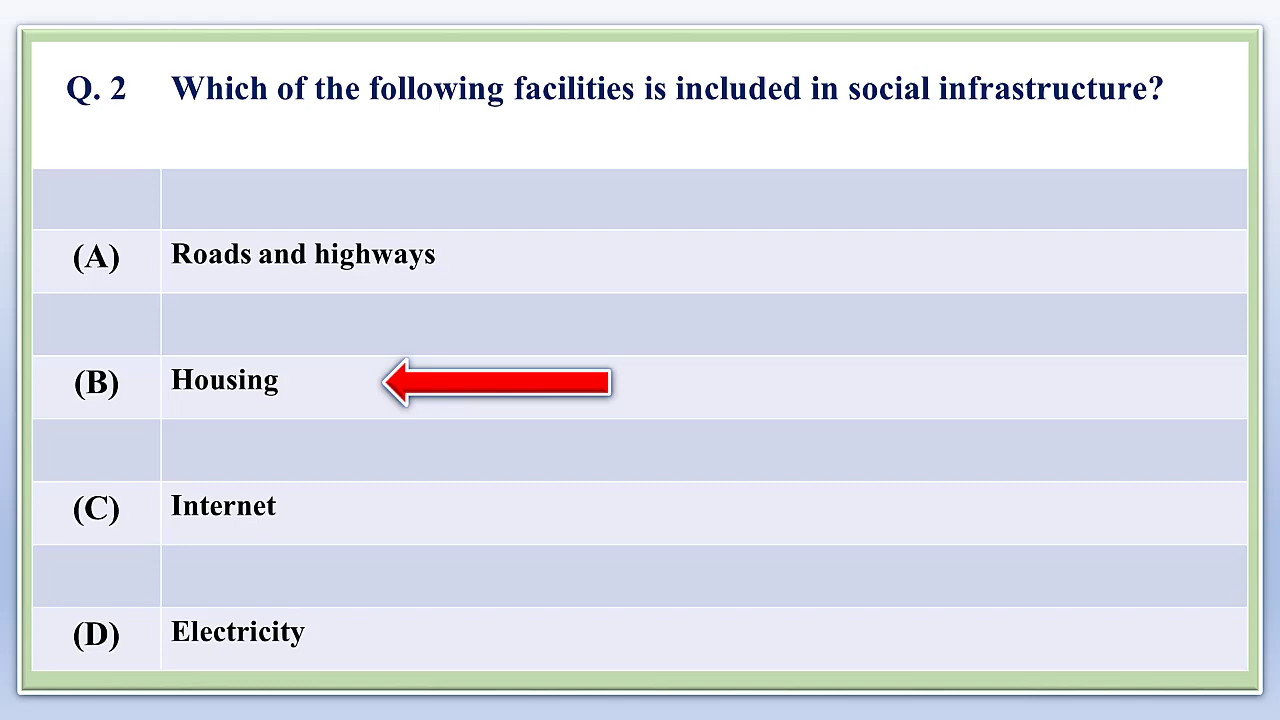 Q. 2 Which of the following facilities is included in social infrastructure?
(A) Roads and highways
(B) Housing
(C) Internet
(D) Electricity